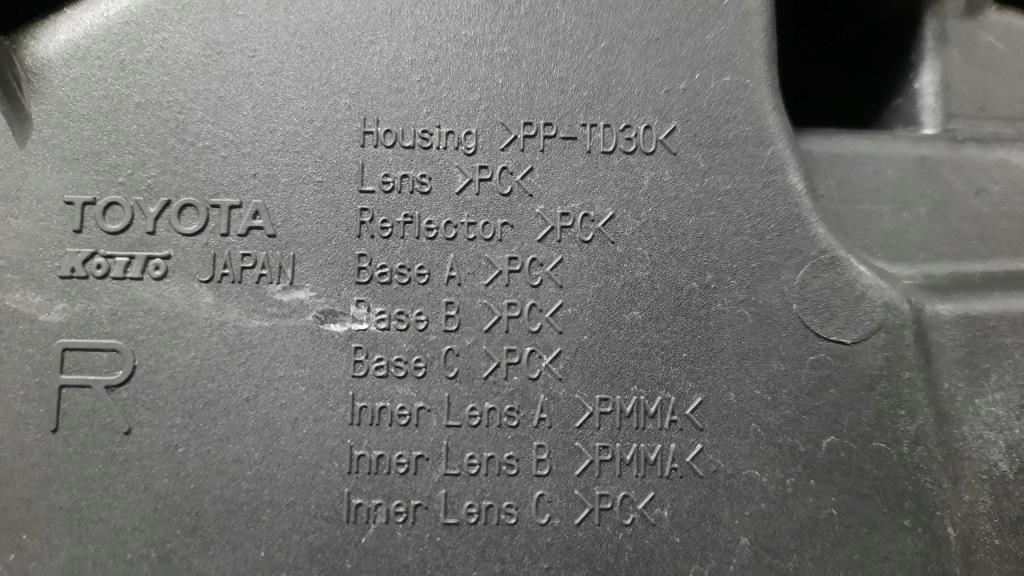 TOYOTA
KOITO JAPAN
R
Housing >PP-TD30<
Lens >PC<
Reflector >PC<
Base A >PC<
Base B >PC<
Base C >PC<
Inner Lens A >PMMA<
Inner Lens B >PMMA<
Inner Lens C >PC<